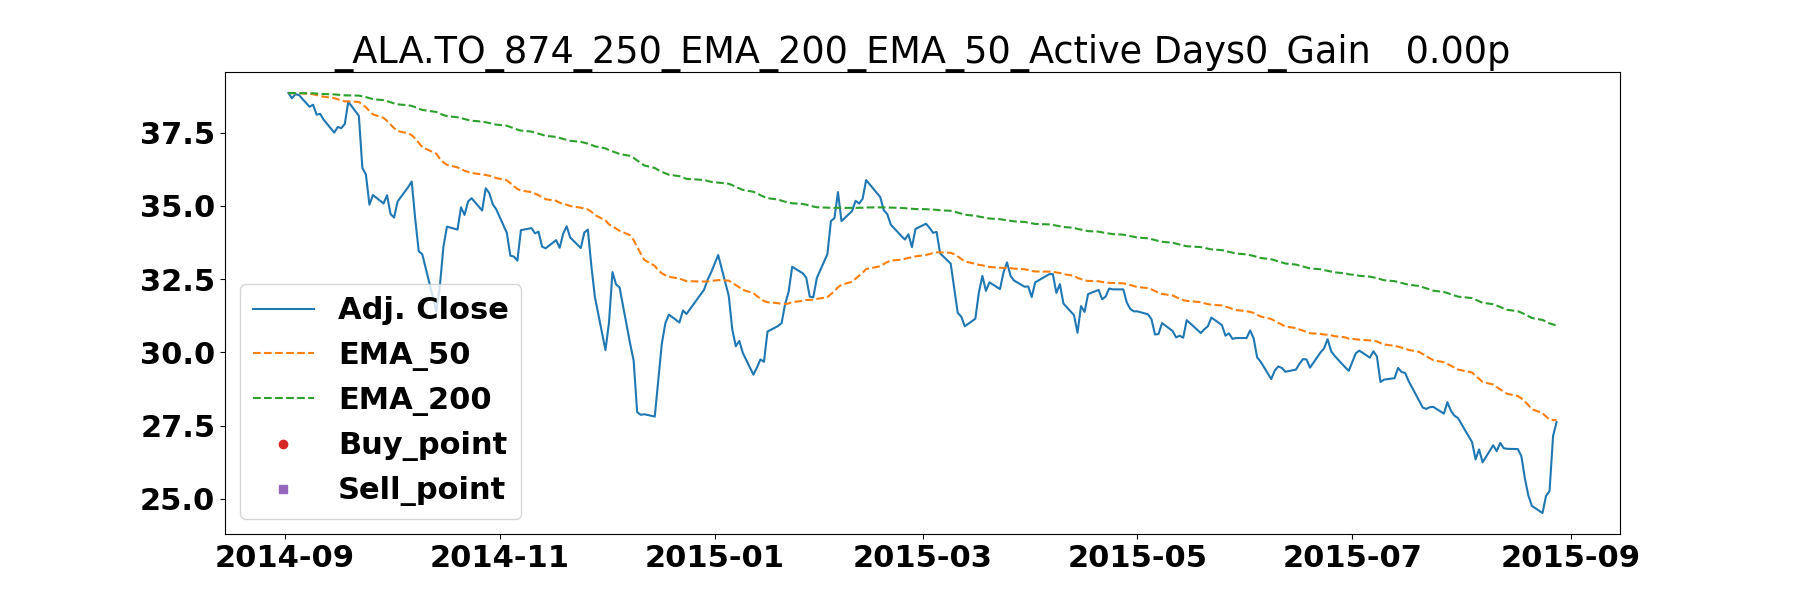 _ALA.TO_874_250_EMA_200_EMA_50_Active Days0_Gain   0.00p
37.5
35.0
32.5
30.0
27.5
25.0
Adj. Close
EMA_50
EMA_200
Buy_point
Sell_point
2014-09 2014-11 2015-01 2015-03 2015-05 2015-07 2015-09